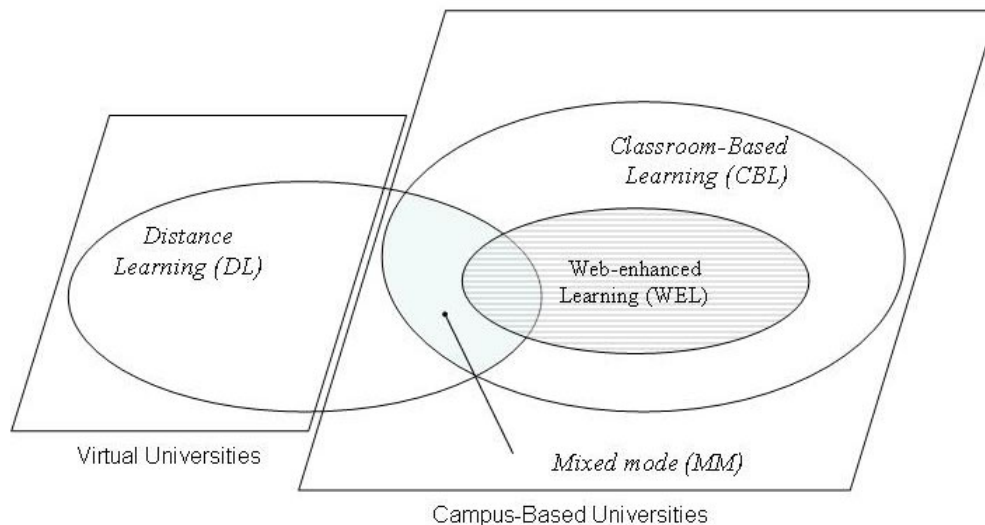 Classroom-Based
Learning (CBL)
Distance
Learning (DL)
Web-enhanced
Learning (WEL)
Virtual Universities
Mixed mode (MM)
Campus-Based Universities